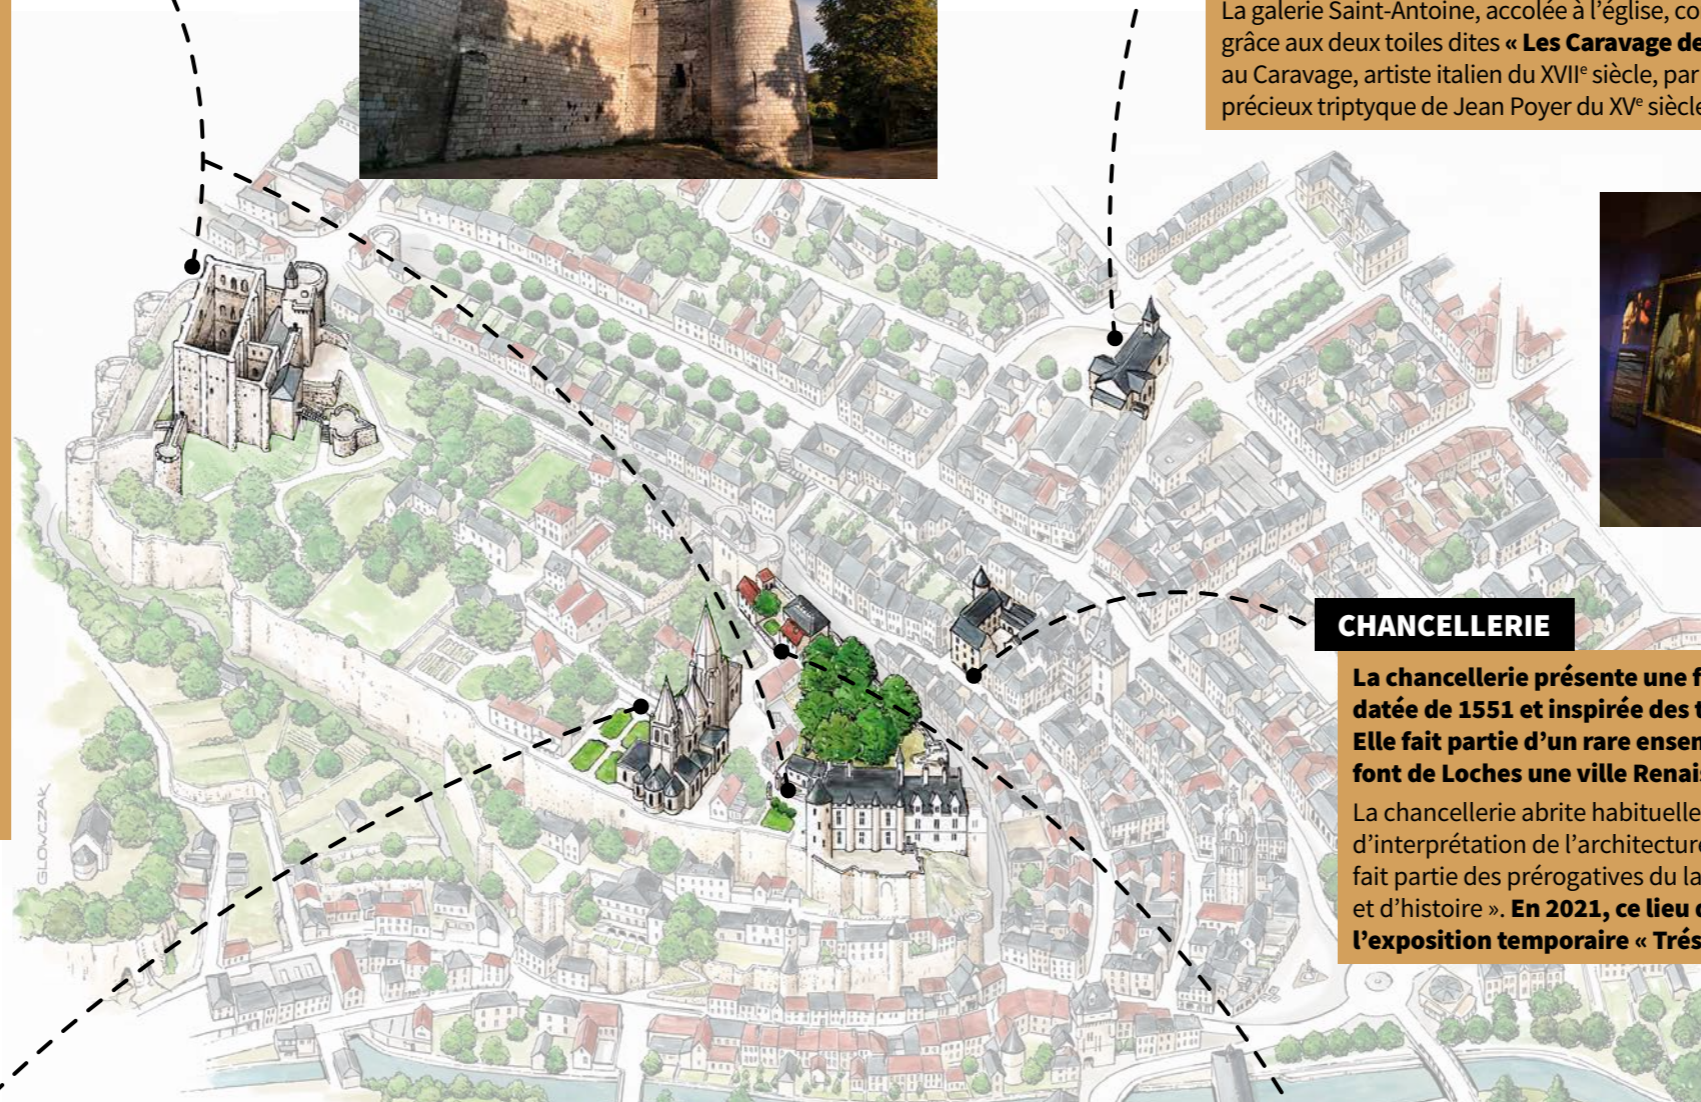 La galerie Saint-Antoine, accolée à l’église, co
grâce aux deux toiles dites « Les Caravage de
au Caravage, artiste italien du XVIIe siècle, par
précieux triptyque de Jean Poyer du XVe siècle
CHANCELLERIE
La chancellerie présente une f
datée de 1551 et inspirée des t
Elle fait partie d’un rare ensem
font de Loches une ville Renais
La chancellerie abrite habituelle
d’interprétation de l’architecture
fait partie des prérogatives du la
et d’histoire ». En 2021, ce lieu
l’exposition temporaire « Trés
GLOWCZAK